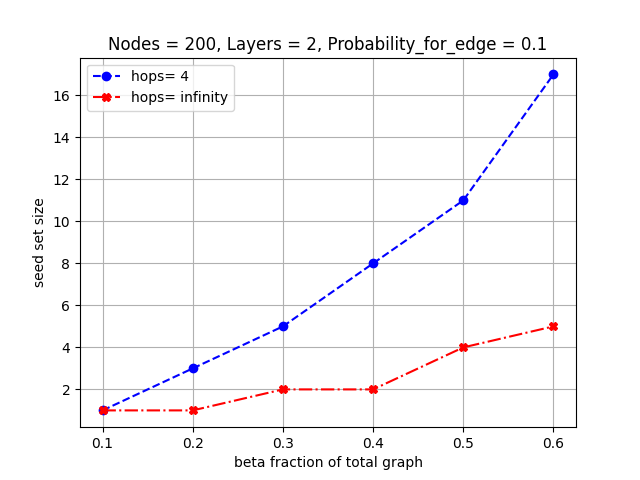 Nodes = 200, Layers = 2, Probability_for_edge = 0.1
hops= 4
hops= infinity
16
14
12
10
8
6
4
2
seed set size
0.1 0.2 0.3 0.4 0.5 0.6
beta fraction of total graph